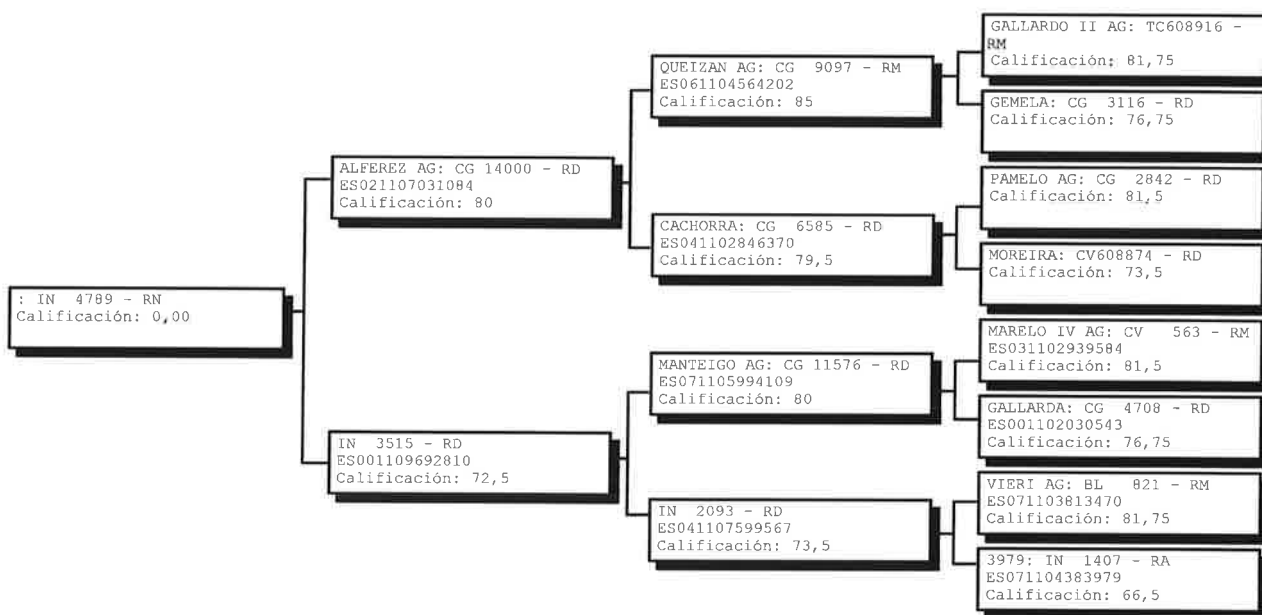 : IN 4789 - RN
Calificación: 0,00
ALFEREZ AG: CG 14000 - RD
ES021107031084
Calificación: 80
IN 3515 - RD
ES001109692810
Calificación: 72,5
QUEIZAN AG: CG 9097 - RM
ES061104564202
Calificación: 85
CACHORRA: CG 6585 - RD
ES041102846370
Calificación: 79,5
MANTEIGO AG: CG 11576 - RD
ES071105994109
Calificación: 80
IN 2093 - RD
ES041107599567
Calificación: 73,5
GALLARDO II AG: TC608916 -
RM
Calificación: 81,75
GEMELA: CG 3116 - RD
Calificación: 76,75
PAMELO AG: CG 2842 - RD
Calificación: 81,5
MOREIRA: CV608874 - RD
Calificación: 73,5
MARELO IV AG: CV 563 - RM
ES031102939584
Calificación: 81,5
GALLARDA: CG 4708 - RD
ES001102030543
Calificación: 76,75
VIERI AG: BL 821 - RM
ES071103813470
Calificación: 81,75
3979: IN 1407 - RA
ES071104383979
Calificación: 66,5